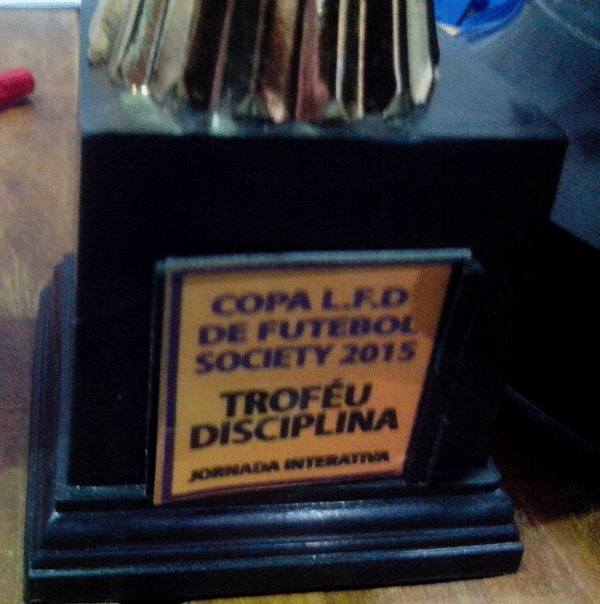 COPA L.F.D
DE FUTEBOL
SOCIETY 2015
TROFÉU
DISCIPLINA
JORNADA INTERATIVA